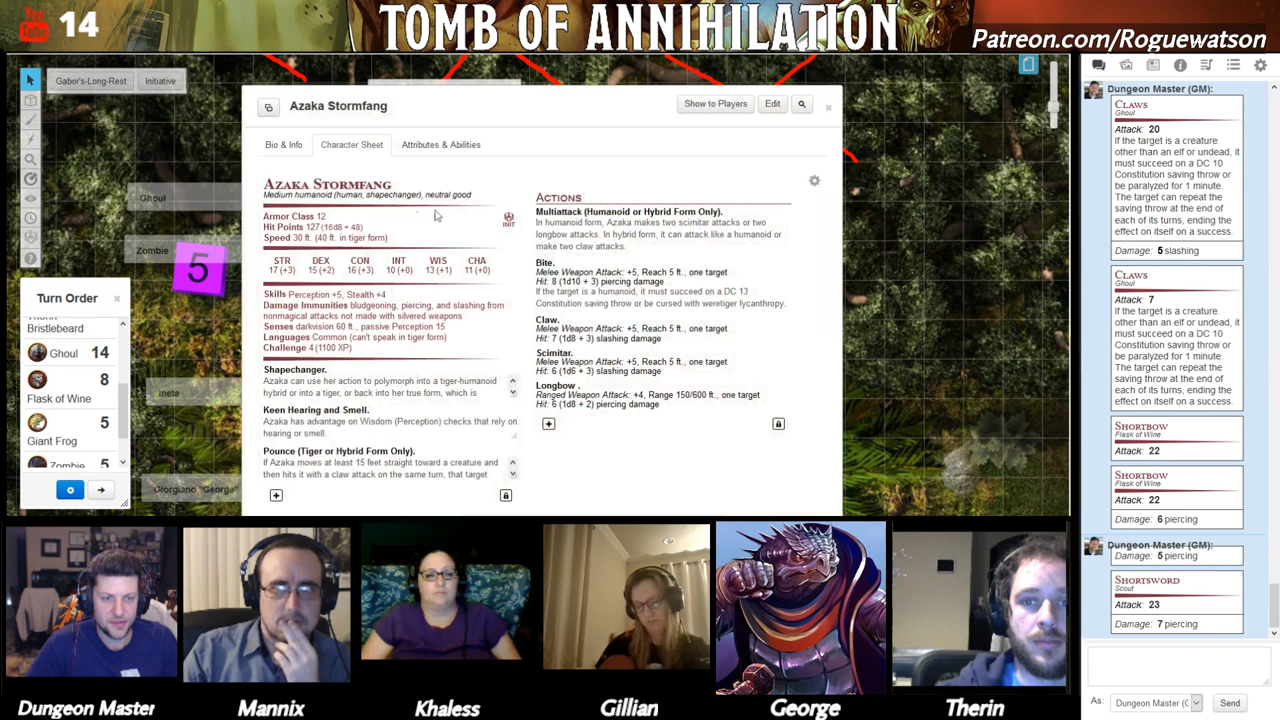 You
Tube
14
TOMB OF ANNIHILATION
Patreon.com/Roguewatson
Gabor's-Long-Rest
Initiative
Ghoul
Zombie
5
inete
Giorgiano "George"
Turn Order
Bristlebeard
Ghoul 14
8
Flask of Wine
5
Giant Frog
Zombie 5
Azaka Stormfang
Show to Players
Edit
Bio & Info
Character Sheet
Attributes & Abilities
AZAKA STORMFANG
Medium humanoid (human, shapechanger), neutral good
Armor Class 12
Hit Points 127 (16d8 + 48)
Speed 30 ft. (40 ft. in tiger form)
INIT
STR DEX CON INT WIS CHA
17 (+3) 15 (+2) 16 (+3) 10 (+0) 13 (+1) 11 (+0)
Skills Perception +5, Stealth +4
Damage Immunities bludgeoning, piercing, and slashing from
nonmagical attacks not made with silvered weapons
Senses darkvision 60 ft., passive Perception 15
Languages Common (can't speak in tiger form)
Challenge 4 (1100 XP)
Shapechanger.
Azaka can use her action to polymorph into a tiger-humanoid
hybrid or into a tiger, or back into her true form, which is
Keen Hearing and Smell.
Azaka has advantage on Wisdom (Perception) checks that rely on
hearing or smell.
Pounce (Tiger or Hybrid Form Only).
If Azaka moves at least 15 feet straight toward a creature and
then hits it with a claw attack on the same turn, that target
ACTIONS
Multiattack (Humanoid or Hybrid Form Only).
In humanoid form, Azaka makes two scimitar attacks or two
longbow attacks. In hybrid form, it can attack like a humanoid or
make two claw attacks.
Bite.
Melee Weapon Attack: +5, Reach 5 ft., one target
Hit: 8 (1d10 + 3) piercing damage
If the target is a humanoid, it must succeed on a DC 13
Constitution saving throw or be cursed with weretiger lycanthropy.
Claw.
Melee Weapon Attack: +5, Reach 5 ft., one target
Hit: 7 (1d8 + 3) slashing damage
Scimitar.
Melee Weapon Attack: +5, Reach 5 ft., one target
Hit: 6 (1d6 + 3) slashing damage
Longbow .
Ranged Weapon Attack: +4, Range 150/600 ft., one target
Hit: 6 (1d8 + 2) piercing damage
Dungeon Master (GM):
CLAWS
Ghoul
Attack: 20
If the target is a creature
other than an elf or undead, it
must succeed on a DC 10
Constitution saving throw or
be paralyzed for 1 minute.
The target can repeat the
saving throw at the end of
each of its turns, ending the
effect on itself on a success.
Damage: 5 slashing
CLAWS
Ghoul
Attack: 7
If the target is a creature
other than an elf or undead, it
must succeed on a DC 10
Constitution saving throw or
be paralyzed for 1 minute.
The target can repeat the
saving throw at the end of
each of its turns, ending the
effect on itself on a success.
SHORTBOW
Flask of Wine
Attack: 22
SHORTBOW
Flask of Wine
Attack: 22
Damage: 6 piercing
Dungeon Master (GM):
Damage: 5 piercing
SHORTSWORD
Scout
Attack: 23
Damage: 7 piercing
As:
Dungeon Master (G
Send
Dungeon Master
Mannix
Khaless
Gillian
George
Therin